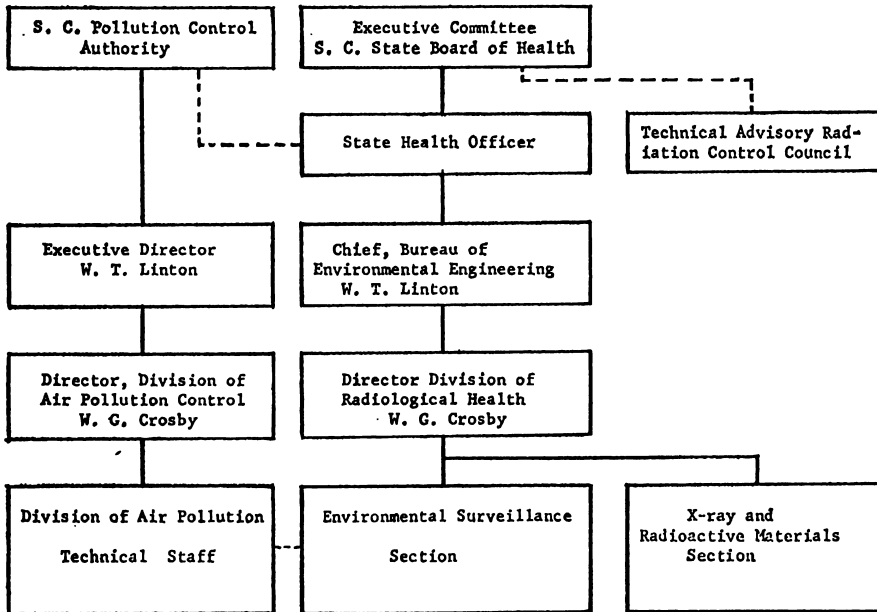 S. C. Pollution Control
Authority
Executive Committee
S. C. State Board of Health
State Health Officer
Technical Advisory Rad-
iation Control Council
Executive Director
W. T. Linton
Chief, Bureau of
Environmental Engineering
W. T. Linton
Director, Division of
Air Pollution Control
W. G. Crosby
Director Division of
Radiological Health
W. G. Crosby
Division of Air Pollution
Technical Staff
Environmental Surveillance
Section
X-ray and
Radioactive Materials
Section